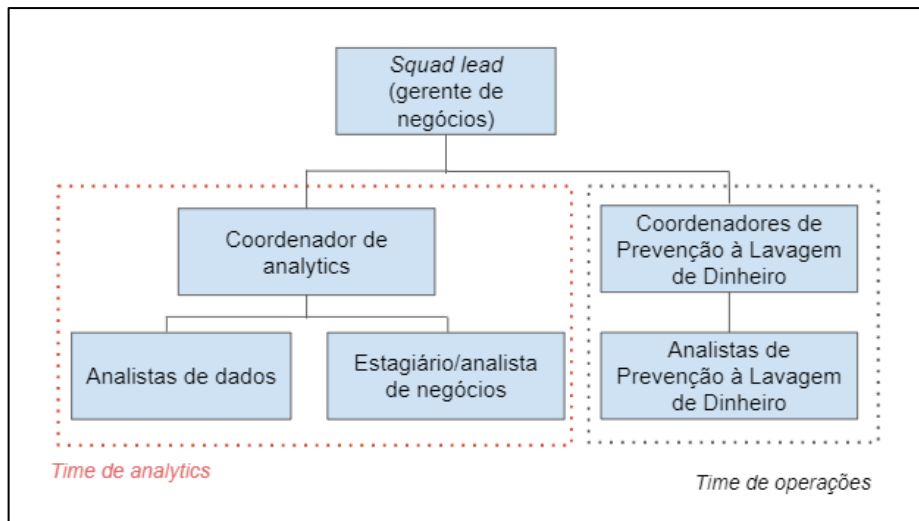 Squad lead
(gerente de
negócios)
Coordenador de
analytics
Coordenadores de
Prevenção à Lavagem
de Dinheiro
Analistas de dados
Estagiário/analista
de negócios
Analistas de
Prevenção à Lavagem
de Dinheiro
Time de analytics
Time de operações